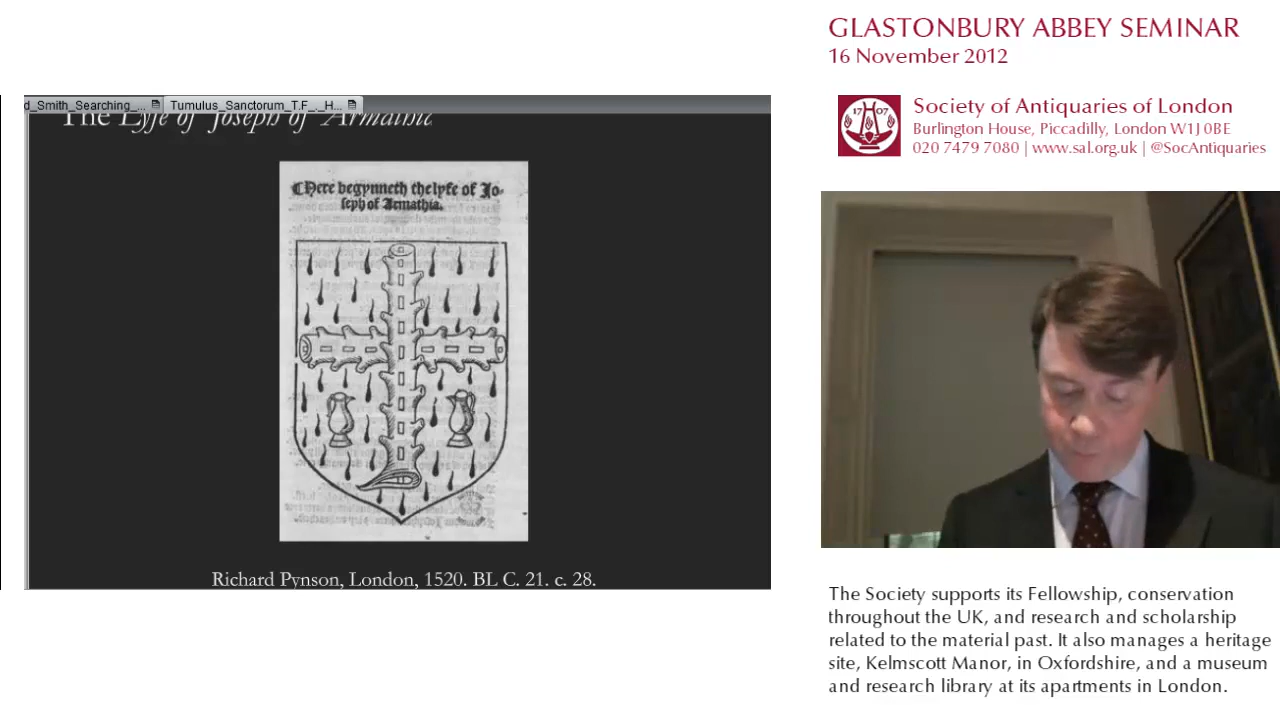 d_Smith_Searching_...
Tumulus_Sanctorum_T.F_._H...
The Lyfe of Joseph of Armathia
Here begynneth the lyfe of Jo-
seph of Armathia.
Richard Pynson, London, 1520. BL C. 21. c. 28.
GLASTONBURY ABBEY SEMINAR
16 November 2012
17 07
Society of Antiquaries of London
Burlington House, Piccadilly, London W1J 0BE
020 7479 7080 | www.sal.org.uk | @SocAntiquaries
The Society supports its Fellowship, conservation
throughout the UK, and research and scholarship
related to the material past. It also manages a heritage
site, Kelmscott Manor, in Oxfordshire, and a museum
and research library at its apartments in London.